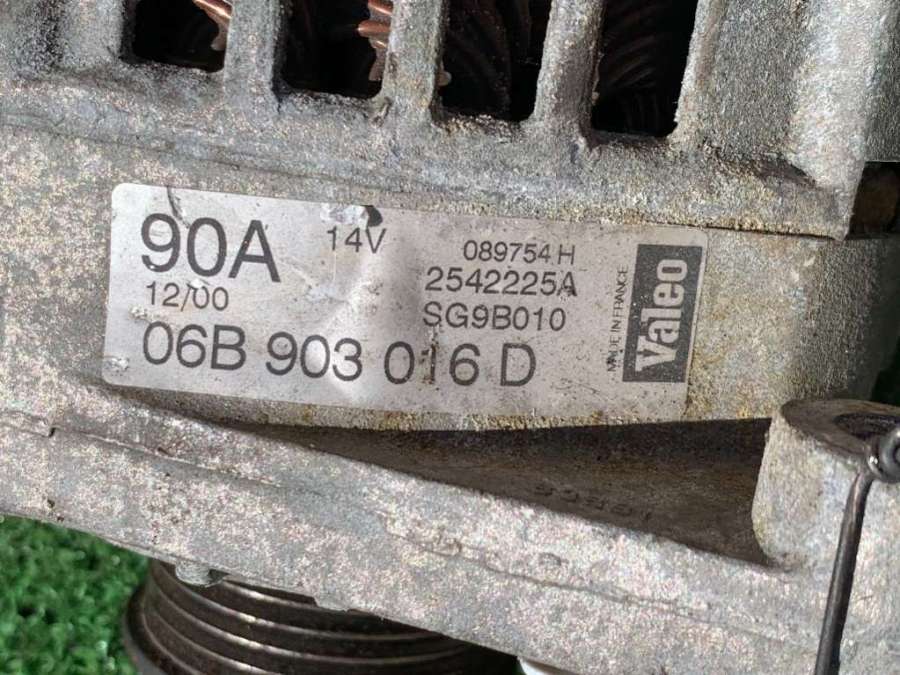 90A 14V 089754 H
12/00 2542225A
SG9B010
06B 903 016 D
MADE IN FRANCE
Valeo